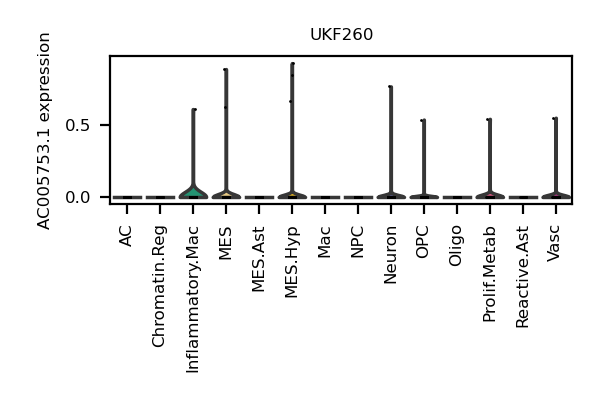 UKF260
AC005753.1 expression
0.5
0.0
AC
Chromatin.Reg
Inflammatory.Mac
MES
MES.Ast
MES.Hyp
Mac
NPC
Neuron
OPC
Oligo
Prolif.Metab
Reactive.Ast
Vasc